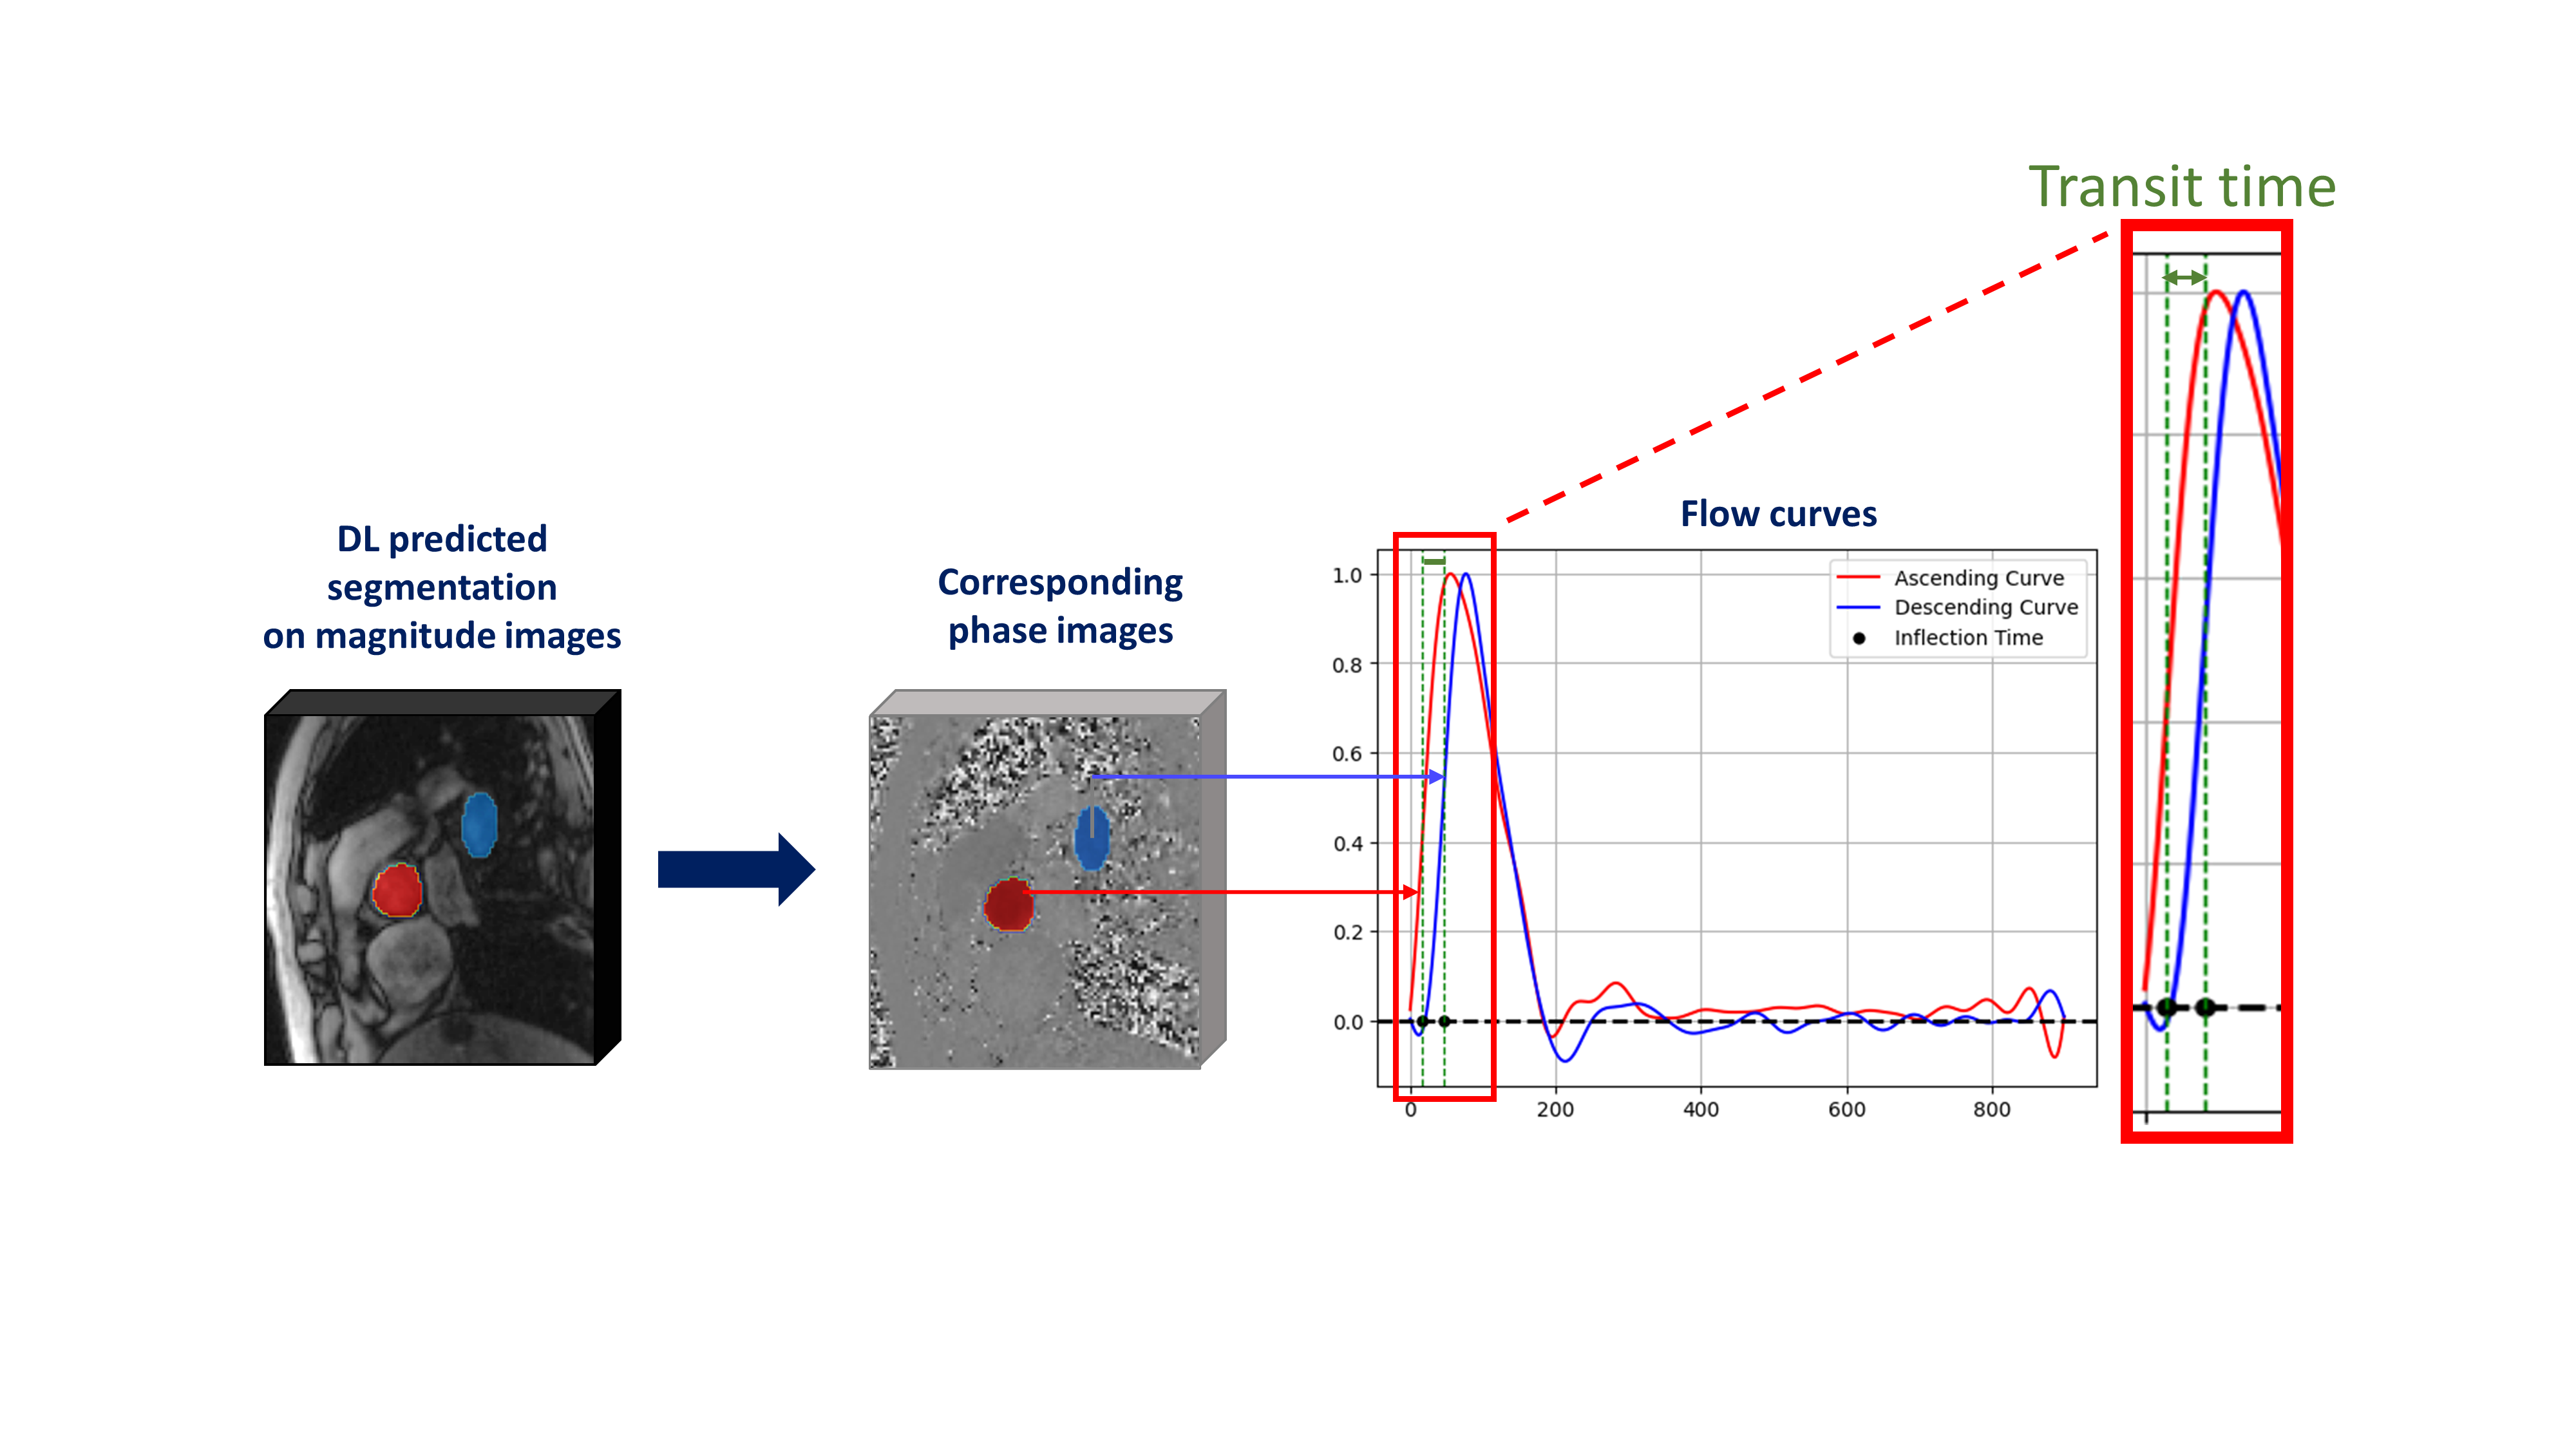 Transit time
DL predicted
segmentation
on magnitude images
Corresponding
phase images
Flow curves
Ascending Curve
Descending Curve
Inflection Time
1.0
0.8
0.6
0.4
0.2
0.0
0 200 400 600 800